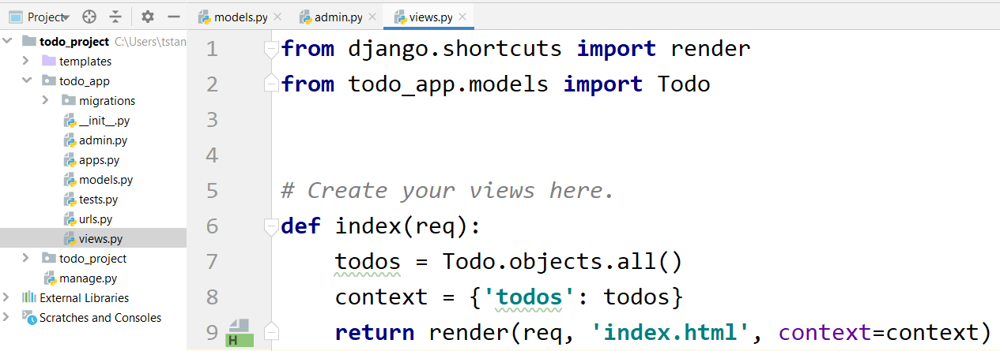 Project
models.py
admin.py
views.py
todo_project C:\Users\tstan
templates
todo_app
migrations
__init__.py
admin.py
apps.py
models.py
tests.py
urls.py
views.py
todo_project
manage.py
External Libraries
Scratches and Consoles
1 from django.shortcuts import render
2 from todo_app.models import Todo
3
4
5 # Create your views here.
6 def index(req):
7 todos = Todo.objects.all()
8 context = {'todos': todos}
9 return render(req, 'index.html', context=context)
H